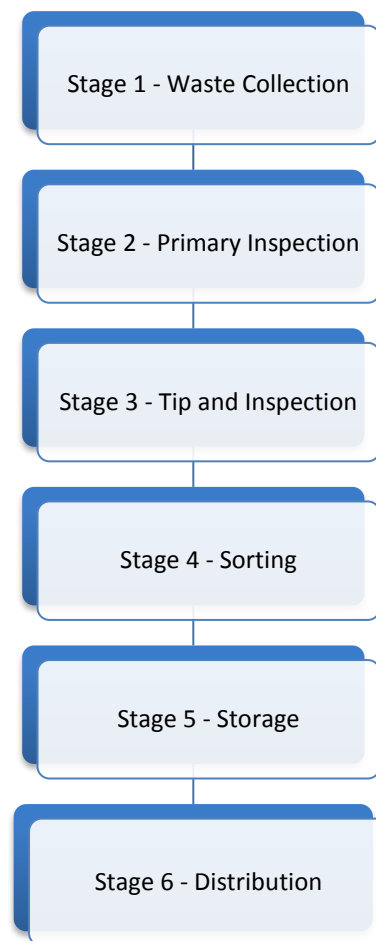 Stage 1 - Waste Collection
Stage 2 - Primary Inspection
Stage 3 - Tip and Inspection
Stage 4 - Sorting
Stage 5 - Storage
Stage 6 - Distribution